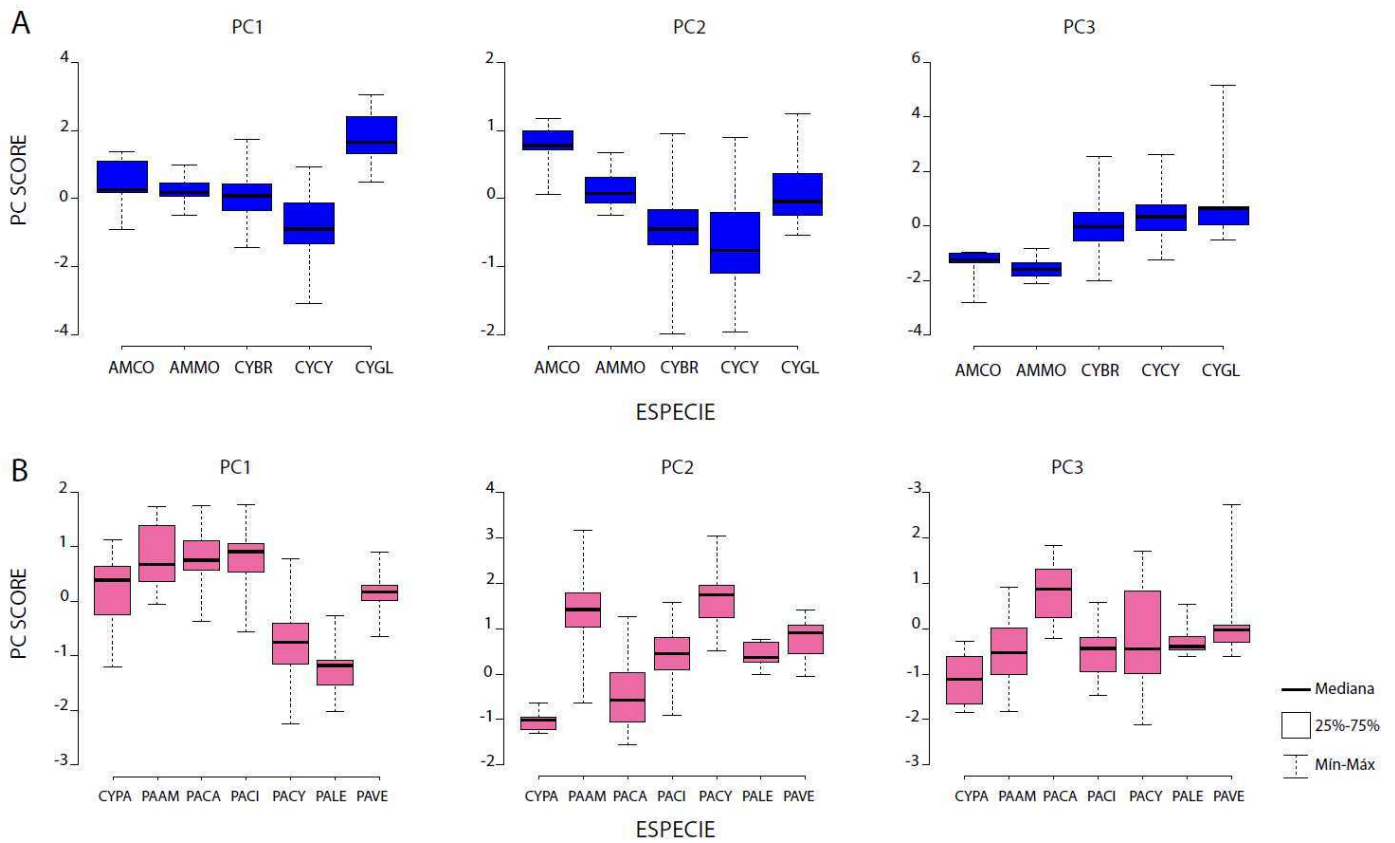 A
PC1
PC2
PC3
PC SCORE
4
2
0
-2
-4
AMCO AMMO CYBR CYCY CYGL
2
1
0
-1
-2
AMCO AMMO CYBR CYCY CYGL
6
4
2
0
-2
-4
AMCO AMMO CYBR CYCY CYGL
ESPECIE
B
PC1
PC2
PC3
PC SCORE
2
1
0
-1
-2
-3
CYPA PAAM PACA PACI PACY PALE PAVE
4
3
2
1
0
-1
-2
CYPA PAAM PACA PACI PACY PALE PAVE
-3
-2
1
0
-1
-2
-3
CYPA PAAM PACA PACI PACY PALE PAVE
ESPECIE
Mediana
25%-75%
Mín-Máx